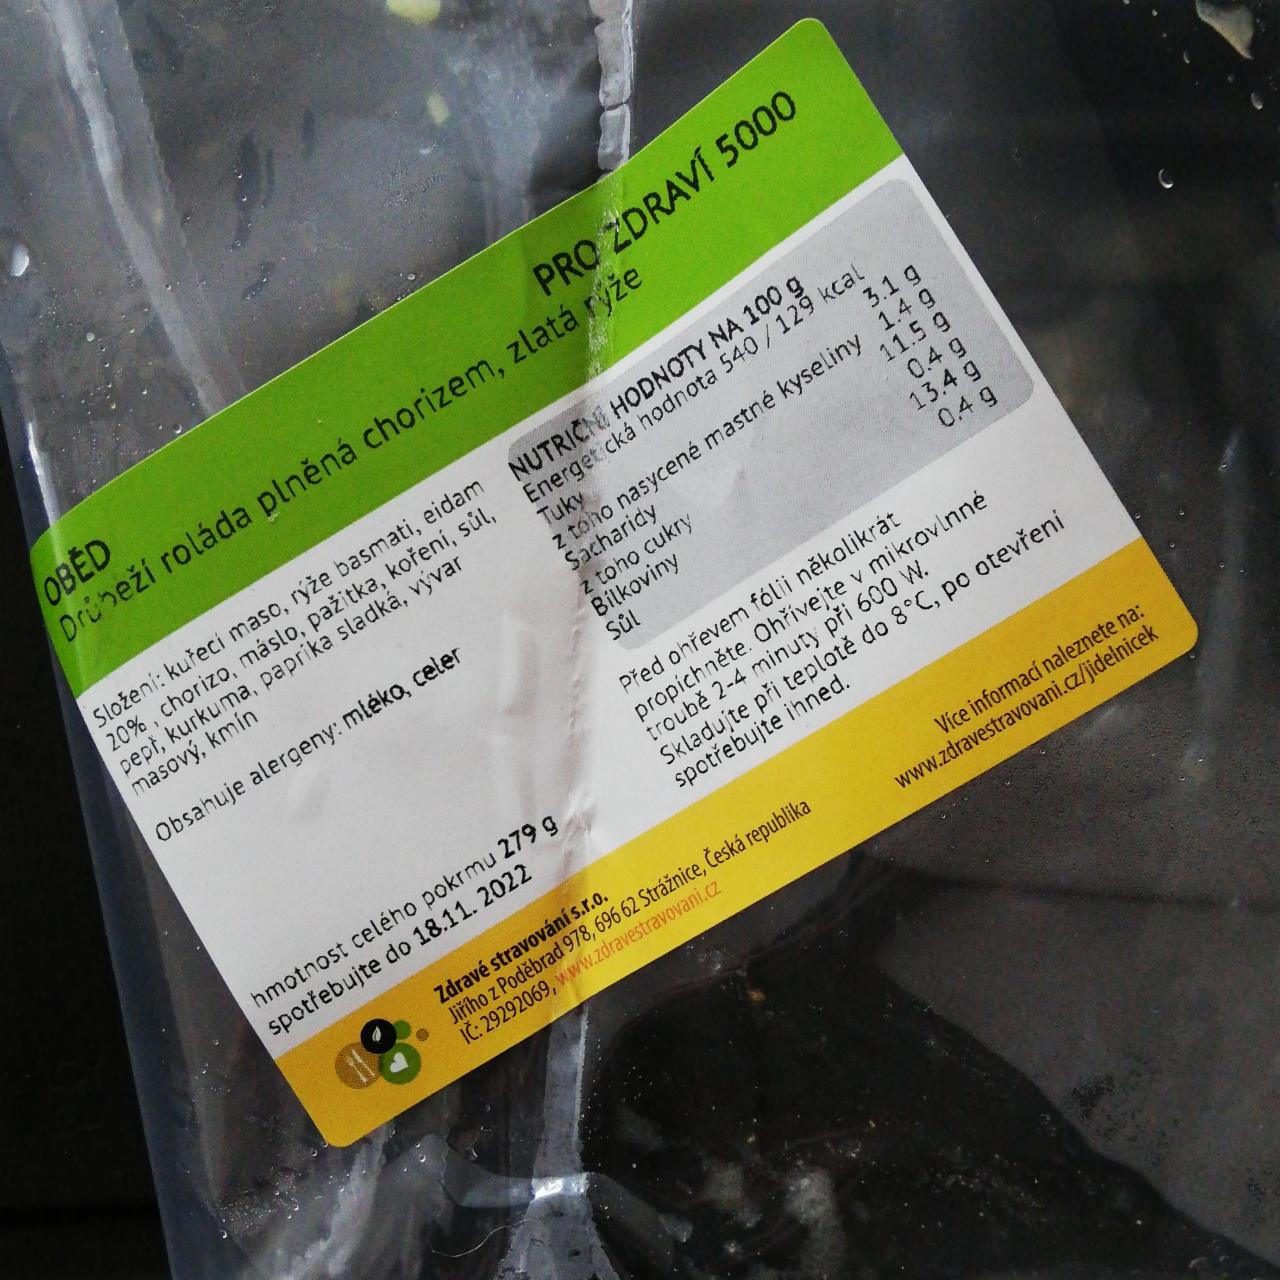 PRO ZDRAVÍ 5000
OBĚD
Drůbeží roláda plněná chorizem, zlatá rýže
Složení: kuřecí maso, rýže basmati, eidam
20% , chorizo, máslo, pažitka, koření, sůl,
pepř, kurkuma, paprika sladká, vývar
masový, kmín
Obsahuje alergeny: mléko, celer
hmotnost celého pokrmu 279 g
spotřebujte do 18.11. 2022
NUTRIČNÍ HODNOTY NA 100 g
Energetická hodnota 540 / 129 kcal
Tuky 3.1 g
z toho nasycené mastné kyseliny 1.4 g
Sacharidy 11.5 g
z toho cukry 0.4 g
Bílkoviny 13.4 g
Sůl 0.4 g
Před ohřevem fólii několikrát
propíchněte. Ohřívejte v mikrovlnné
troubě 2-4 minuty při 600 W.
Skladujte při teplotě do 8°C, po otevření
spotřebujte ihned.
Zdravé stravování s.r.o.
Jiřího z Poděbrad 978, 696 62 Strážnice, Česká republika
IČ: 29292069, www.zdravestravovani.cz
Více informací naleznete na:
www.zdravestravovani.cz/jidelnicek